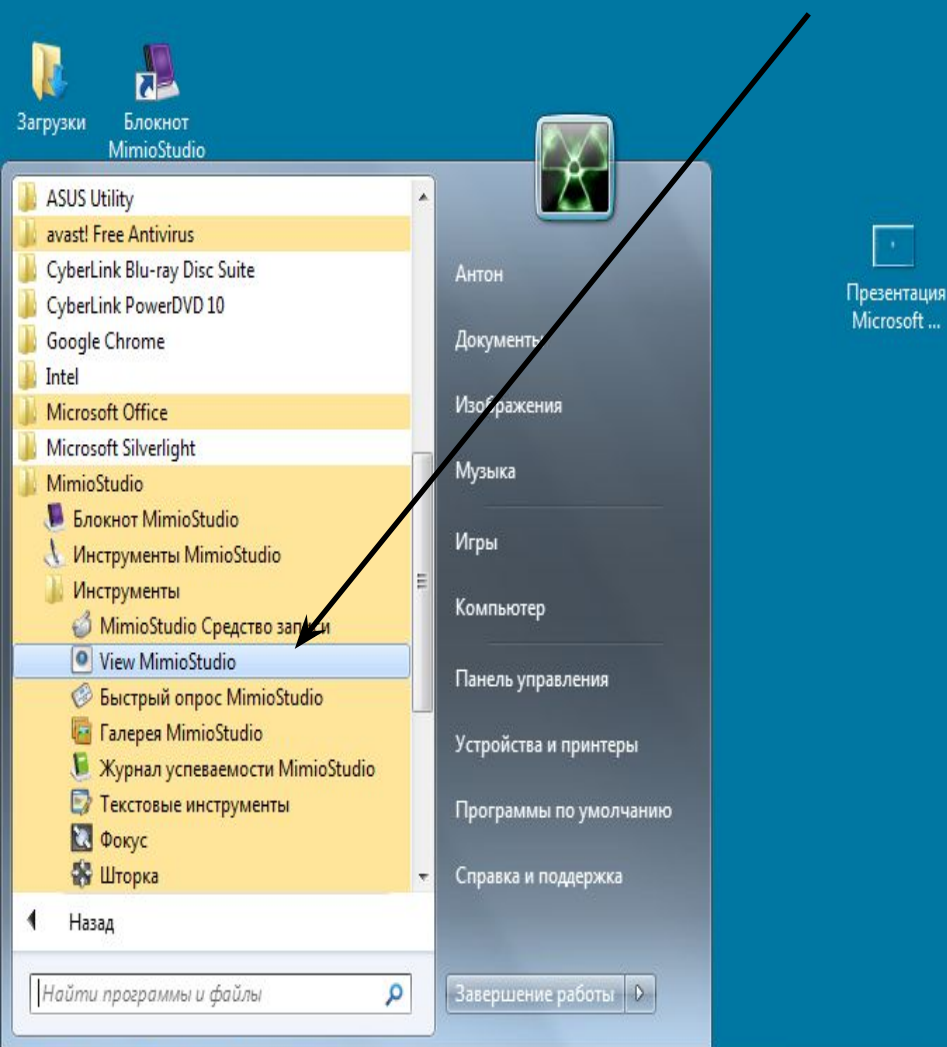 Загрузки
Блокнот
MimioStudio
Презентация
Microsoft ...
ASUS Utility
avast! Free Antivirus
CyberLink Blu-ray Disc Suite
CyberLink PowerDVD 10
Google Chrome
Intel
Microsoft Office
Microsoft Silverlight
MimioStudio
Блокнот MimioStudio
Инструменты MimioStudio
Инструменты
MimioStudio Средство записи
View MimioStudio
Быстрый опрос MimioStudio
Галерея MimioStudio
Журнал успеваемости MimioStudio
Текстовые инструменты
Фокус
Шторка
Назад
Найти программы и файлы
Антон
Документы
Изображения
Музыка
Игры
Компьютер
Панель управления
Устройства и принтеры
Программы по умолчанию
Справка и поддержка
Завершение работы